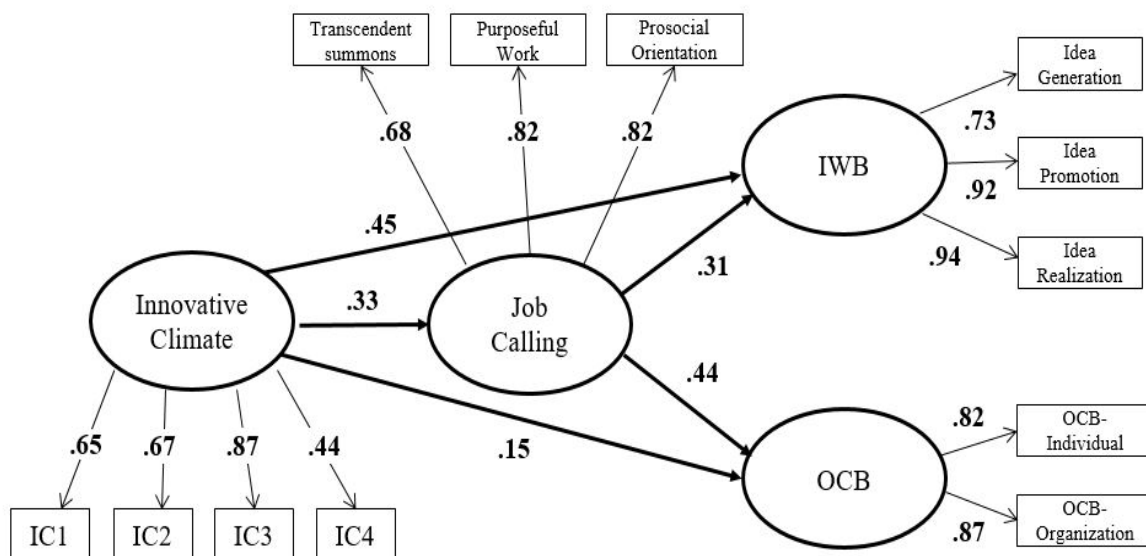 Transcendent
summons
Purposeful
Work
Prosocial
Orientation
Idea
Generation
.68
.82
.82
.73
IWB
Idea
Promotion
.92
.45
.31
.94
Idea
Realization
Innovative
Climate
.33
Job
Calling
.44
.65
.67
.87
.44
.15
.82
OCB-
Individual
OCB
IC1
IC2
IC3
IC4
.87
OCB-
Organization